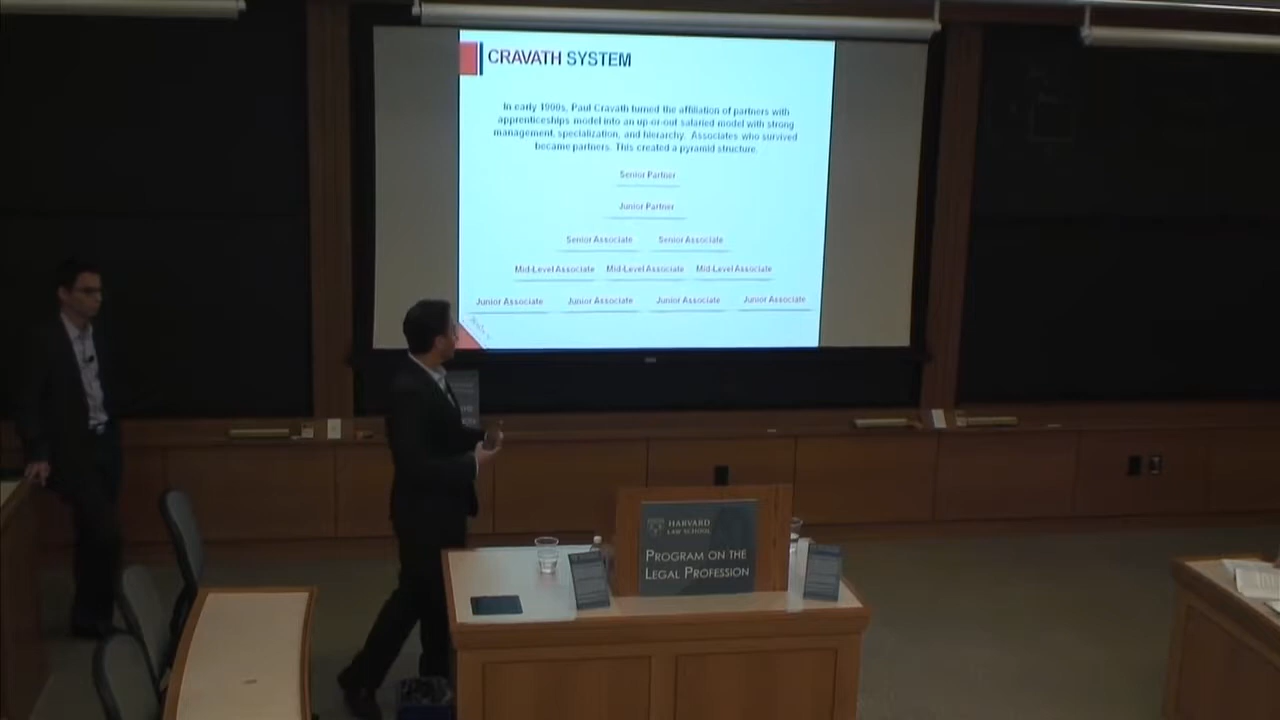 CRAVATH SYSTEM
In early 1900s, Paul Cravath turned the affiliation of partners with
apprenticeships model into an up-or-out salaried model with strong
management, specialization, and hierarchy. Associates who survived
became partners. This created a pyramid structure.
Senior Partner
Junior Partner
Senior Associate Senior Associate
Mid-Level Associate Mid-Level Associate Mid-Level Associate
Junior Associate Junior Associate Junior Associate Junior Associate
HARVARD
LAW SCHOOL
PROGRAM ON THE
LEGAL PROFESSION